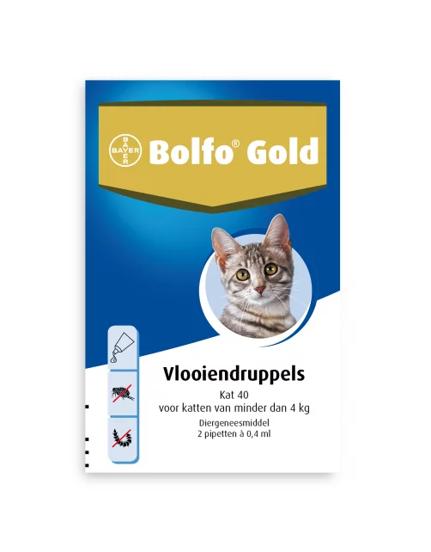 BAYER
BAYER
Bolfo® Gold
Vlooiendruppels
Kat 40
voor katten van minder dan 4 kg
Diergeneesmiddel
2 pipetten à 0,4 ml